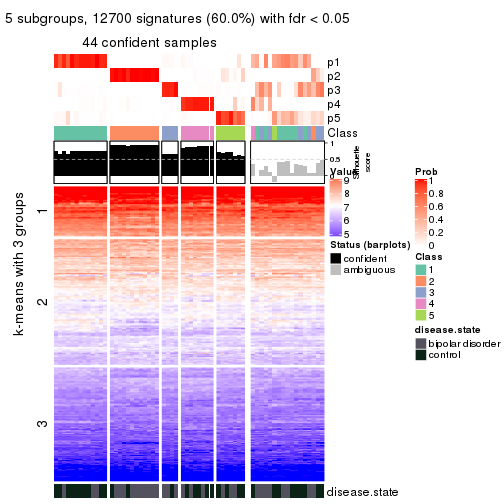 5 subgroups, 12700 signatures (60.0%) with fdr < 0.05
44 confident samples
p1
p2
p3
p4
p5
Class
1
0.5
0
Silhouette
score
k-means with 3 groups
1
2
3
disease.state
Value
9
8
7
6
5
Status (barplots)
confident
ambiguous
Prob
1
0.8
0.6
0.4
0.2
0
Class
1
2
3
4
5
disease.state
bipolar disorder
control